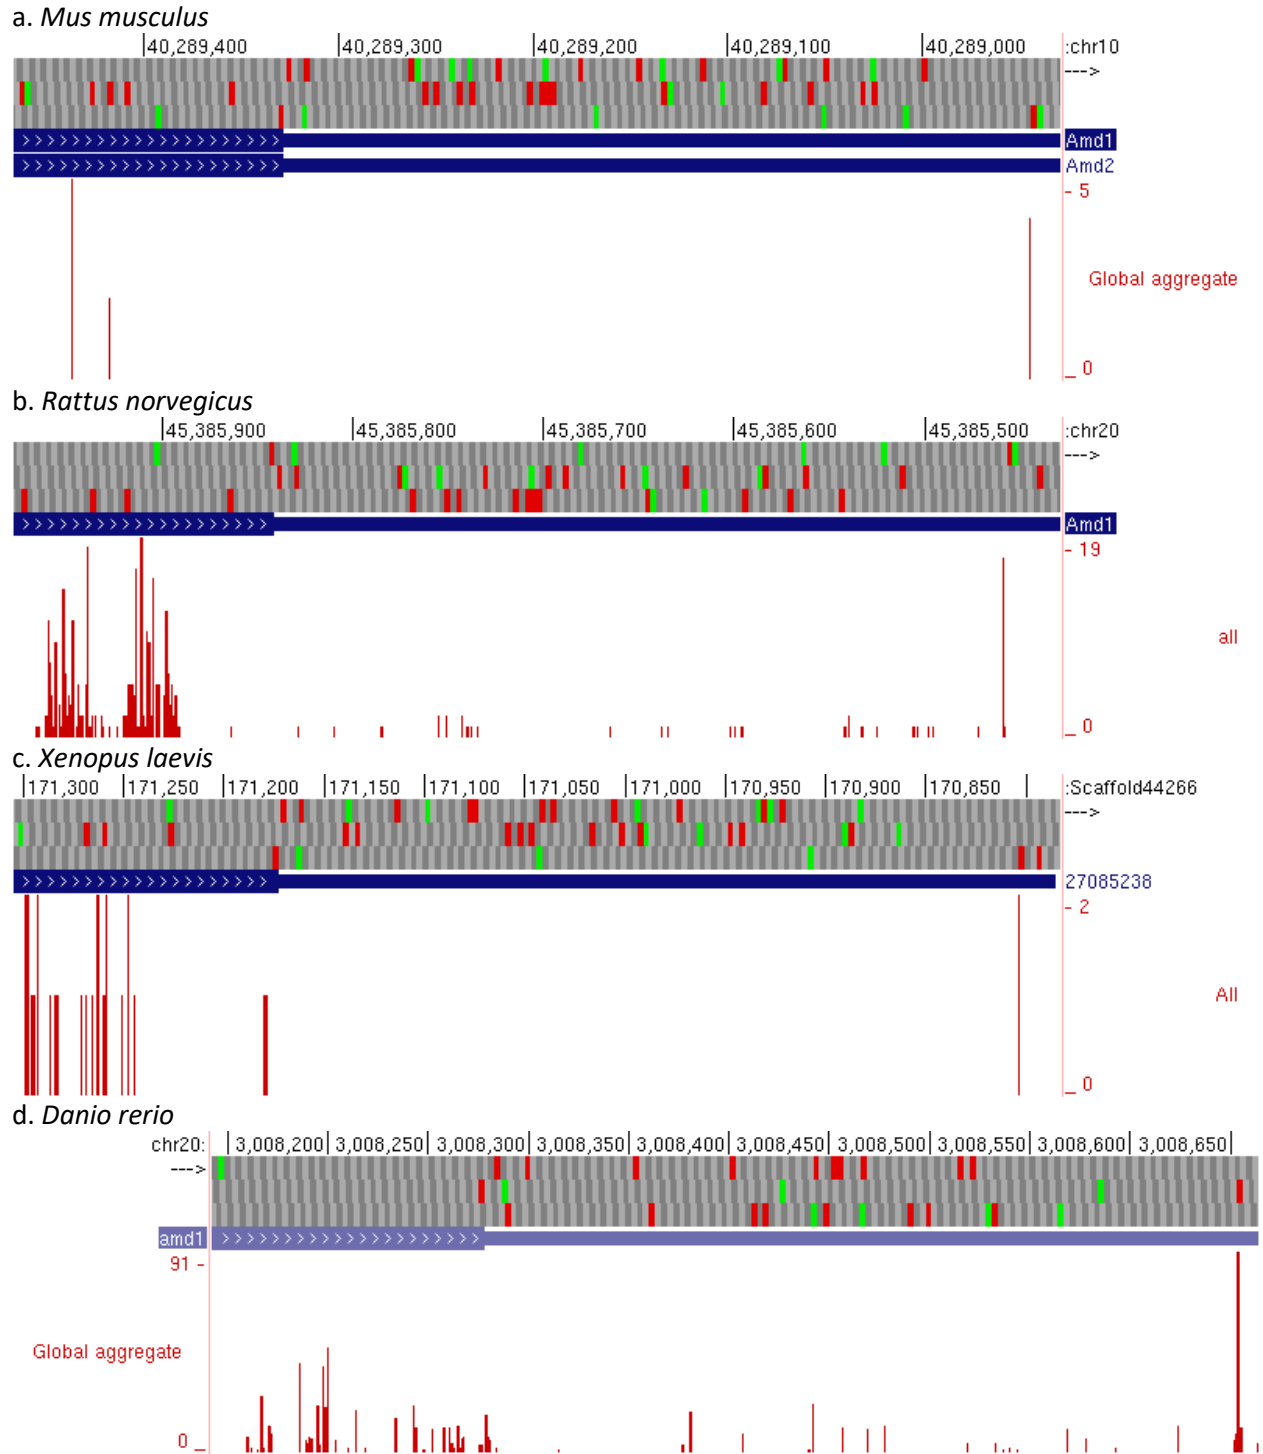 a. Mus musculus
|40,289,400 |40,289,300 |40,289,200 |40,289,100 |40,289,000 :chr10
--->
Amd1
Amd2
- 5
Global aggregate
_ 0
b. Rattus norvegicus
|45,385,900 |45,385,800 |45,385,700 |45,385,600 |45,385,500 :chr20
--->
Amd1
- 19
all
_ 0
c. Xenopus laevis
|171,300 |171,250 |171,200 |171,150 |171,100 |171,050 |171,000 |170,950 |170,900 |170,850 | :Scaffold44266
--->
27085238
- 2
All
_ 0
d. Danio rerio
chr20: | 3,008,200| 3,008,250| 3,008,300| 3,008,350| 3,008,400| 3,008,450| 3,008,500| 3,008,550| 3,008,600| 3,008,650|
--->
amd1
91 -
Global aggregate
0 _